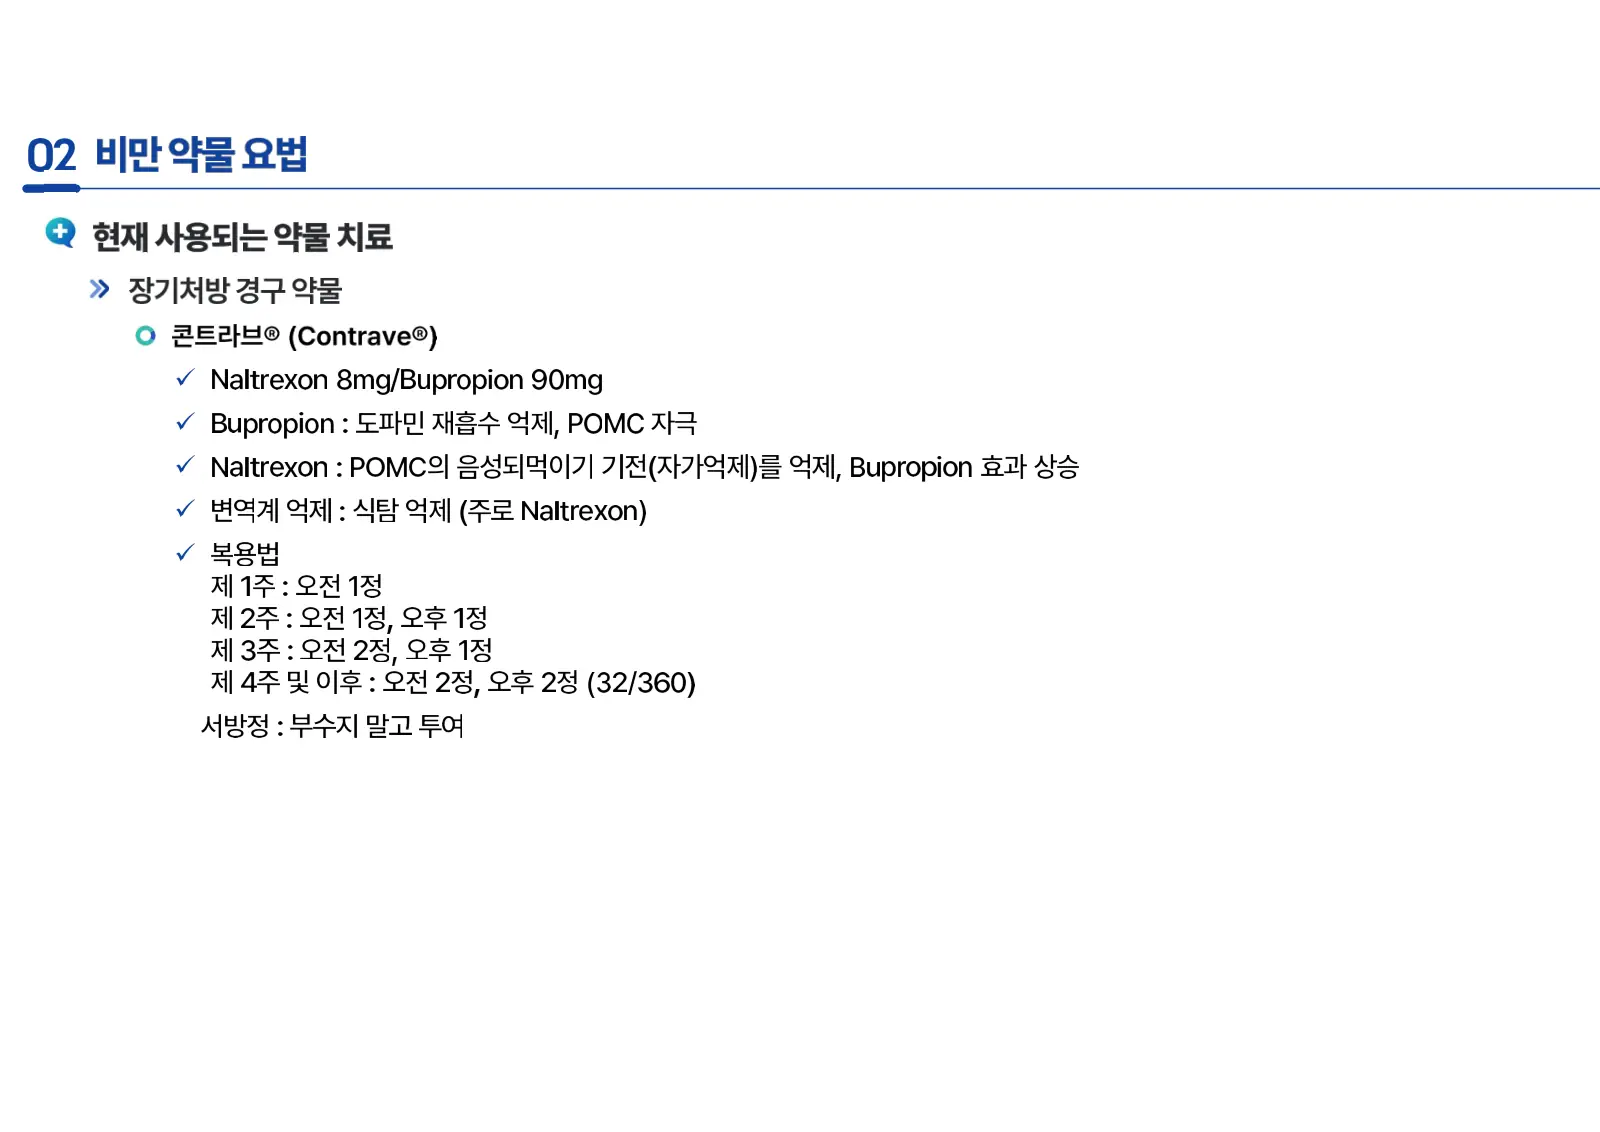 02 비만 약물 요법
현재 사용되는 약물 치료
장기처방 경구 약물
콘트라브® (Contrave®)
Naltrexon 8mg/Bupropion 90mg
Bupropion : 도파민 재흡수 억제, POMC 자극
Naltrexon : POMC의 음성되먹이기 기전(자가억제)를 억제, Bupropion 효과 상승
변역계 억제 : 식탐 억제 (주로 Naltrexon)
복용법
제 1주 : 오전 1정
제 2주 : 오전 1정, 오후 1정
제 3주 : 오전 2정, 오후 1정
제 4주 및 이후 : 오전 2정, 오후 2정 (32/360)
서방정 : 부수지 말고 투여